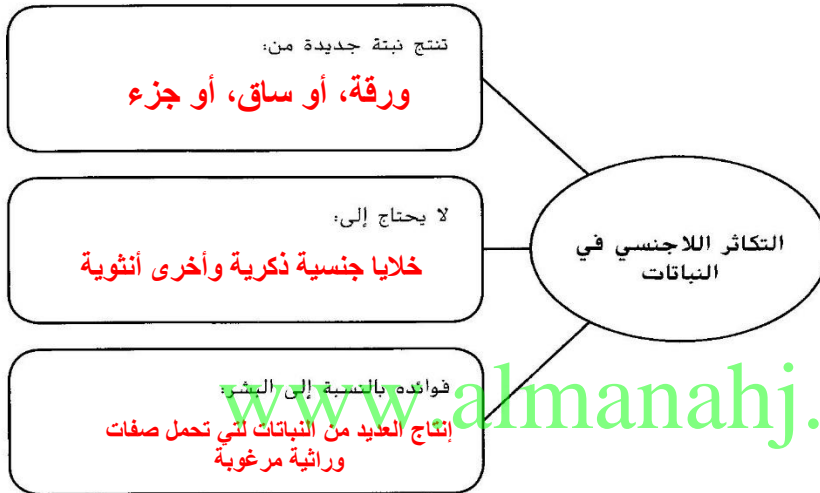 تنتج نبتة جديدة من:
ورقة، أو ساق، أو جزء
لا يحتاج إلى:
خلايا جنسية ذكرية وأخرى أنثوية
التكاثر اللاجنسي في
النباتات
فوائده بالنسبة إلى البشر:
إنتاج العديد من النباتات لتي تحمل صفات
وراثية مرغوبة
www.almanahj.